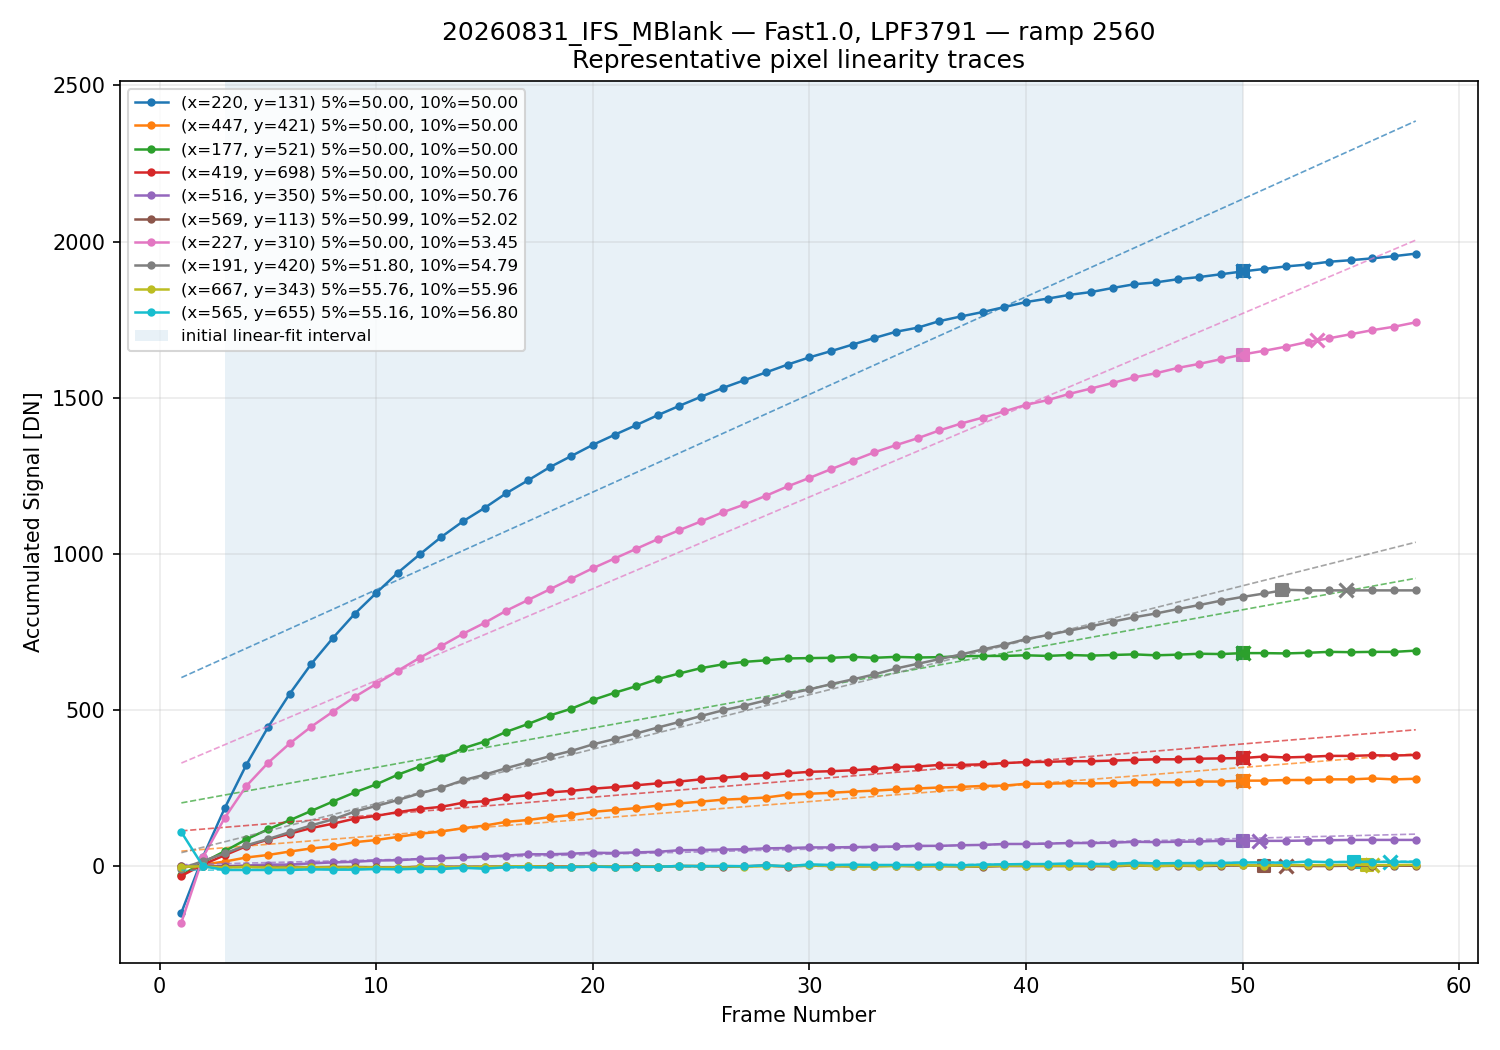 20260831_IFS_MBlank — Fast1.0, LPF3791 — ramp 2560
Representative pixel linearity traces
Accumulated Signal [DN]
2500
2000
1500
1000
500
0
(x=220, y=131) 5%=50.00, 10%=50.00
(x=447, y=421) 5%=50.00, 10%=50.00
(x=177, y=521) 5%=50.00, 10%=50.00
(x=419, y=698) 5%=50.00, 10%=50.00
(x=516, y=350) 5%=50.00, 10%=50.76
(x=569, y=113) 5%=50.99, 10%=52.02
(x=227, y=310) 5%=50.00, 10%=53.45
(x=191, y=420) 5%=51.80, 10%=54.79
(x=667, y=343) 5%=55.76, 10%=55.96
(x=565, y=655) 5%=55.16, 10%=56.80
initial linear-fit interval
0 10 20 30 40 50 60
Frame Number